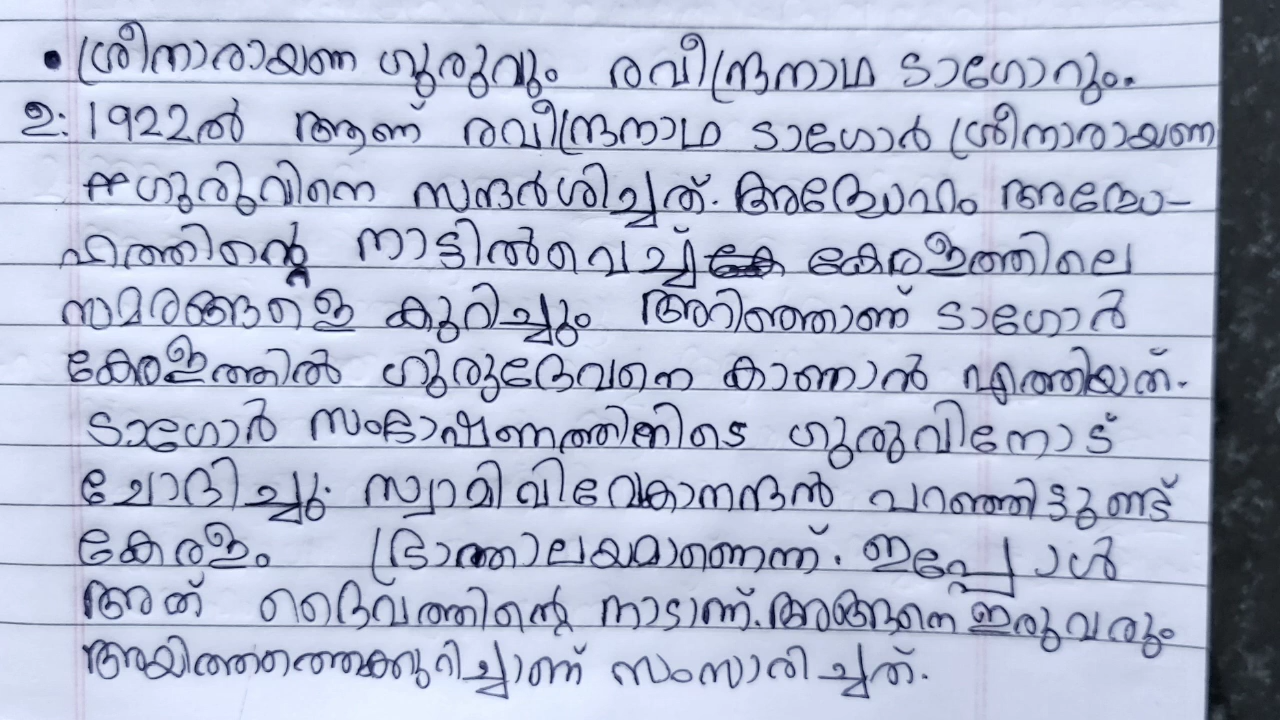 • ശ്രീനാരായണ ഗുരുവും രവീന്ദ്രനാഥ ടാഗോറും.
ഉ: 1922ൽ ആണ് രവീന്ദ്രനാഥ ടാഗോർ ശ്രീനാരായണ
ഗുരുവിനെ സന്ദർശിച്ചത്. അദ്ദേഹം അദ്ദേ-
ഹത്തിന്റെ നാട്ടിൽവെച്ച് കേരളത്തിലെ
സമരങ്ങളെ കുറിച്ചും അറിഞ്ഞാണ് ടാഗോർ
കേരളത്തിൽ ഗുരുദേവനെ കാണാൻ എത്തിയത്.
ടാഗോർ സംഭാഷണത്തിനിടെ ഗുരുവിനോട്
ചോദിച്ചു. സ്വാമി വിവേകാനന്ദൻ പറഞ്ഞിട്ടുണ്ട്
കേരളം ഭ്രാന്താലയമാണെന്ന്. ഇപ്പോൾ
അത് ദൈവത്തിന്റെ നാടാണ്. അങ്ങനെ ഇരുവരും
അയിത്തത്തെക്കുറിച്ചാണ് സംസാരിച്ചത്.